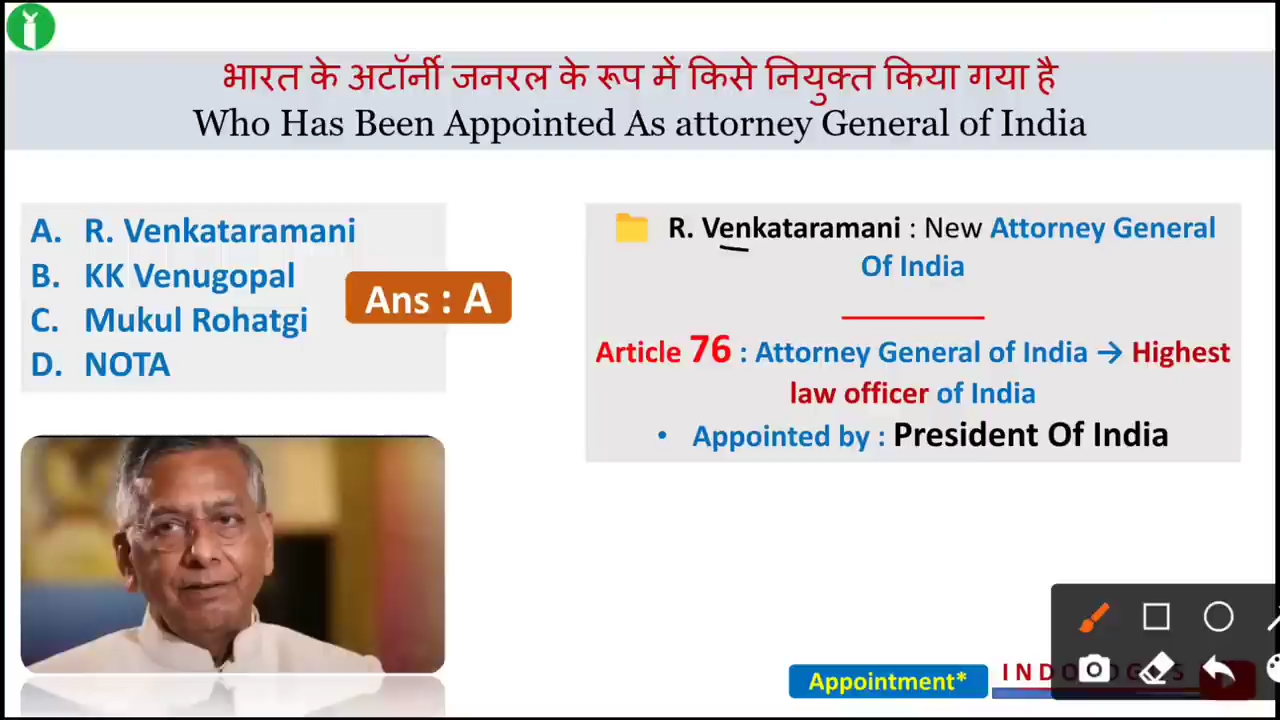 भारत के अटॉर्नी जनरल के रूप में किसे नियुक्त किया गया है
Who Has Been Appointed As attorney General of India
A. R. Venkataramani
B. KK Venugopal
C. Mukul Rohatgi
D. NOTA
Ans : A
R. Venkataramani : New Attorney General
Of India
Article 76 : Attorney General of India → Highest
law officer of India
• Appointed by : President Of India
Appointment*